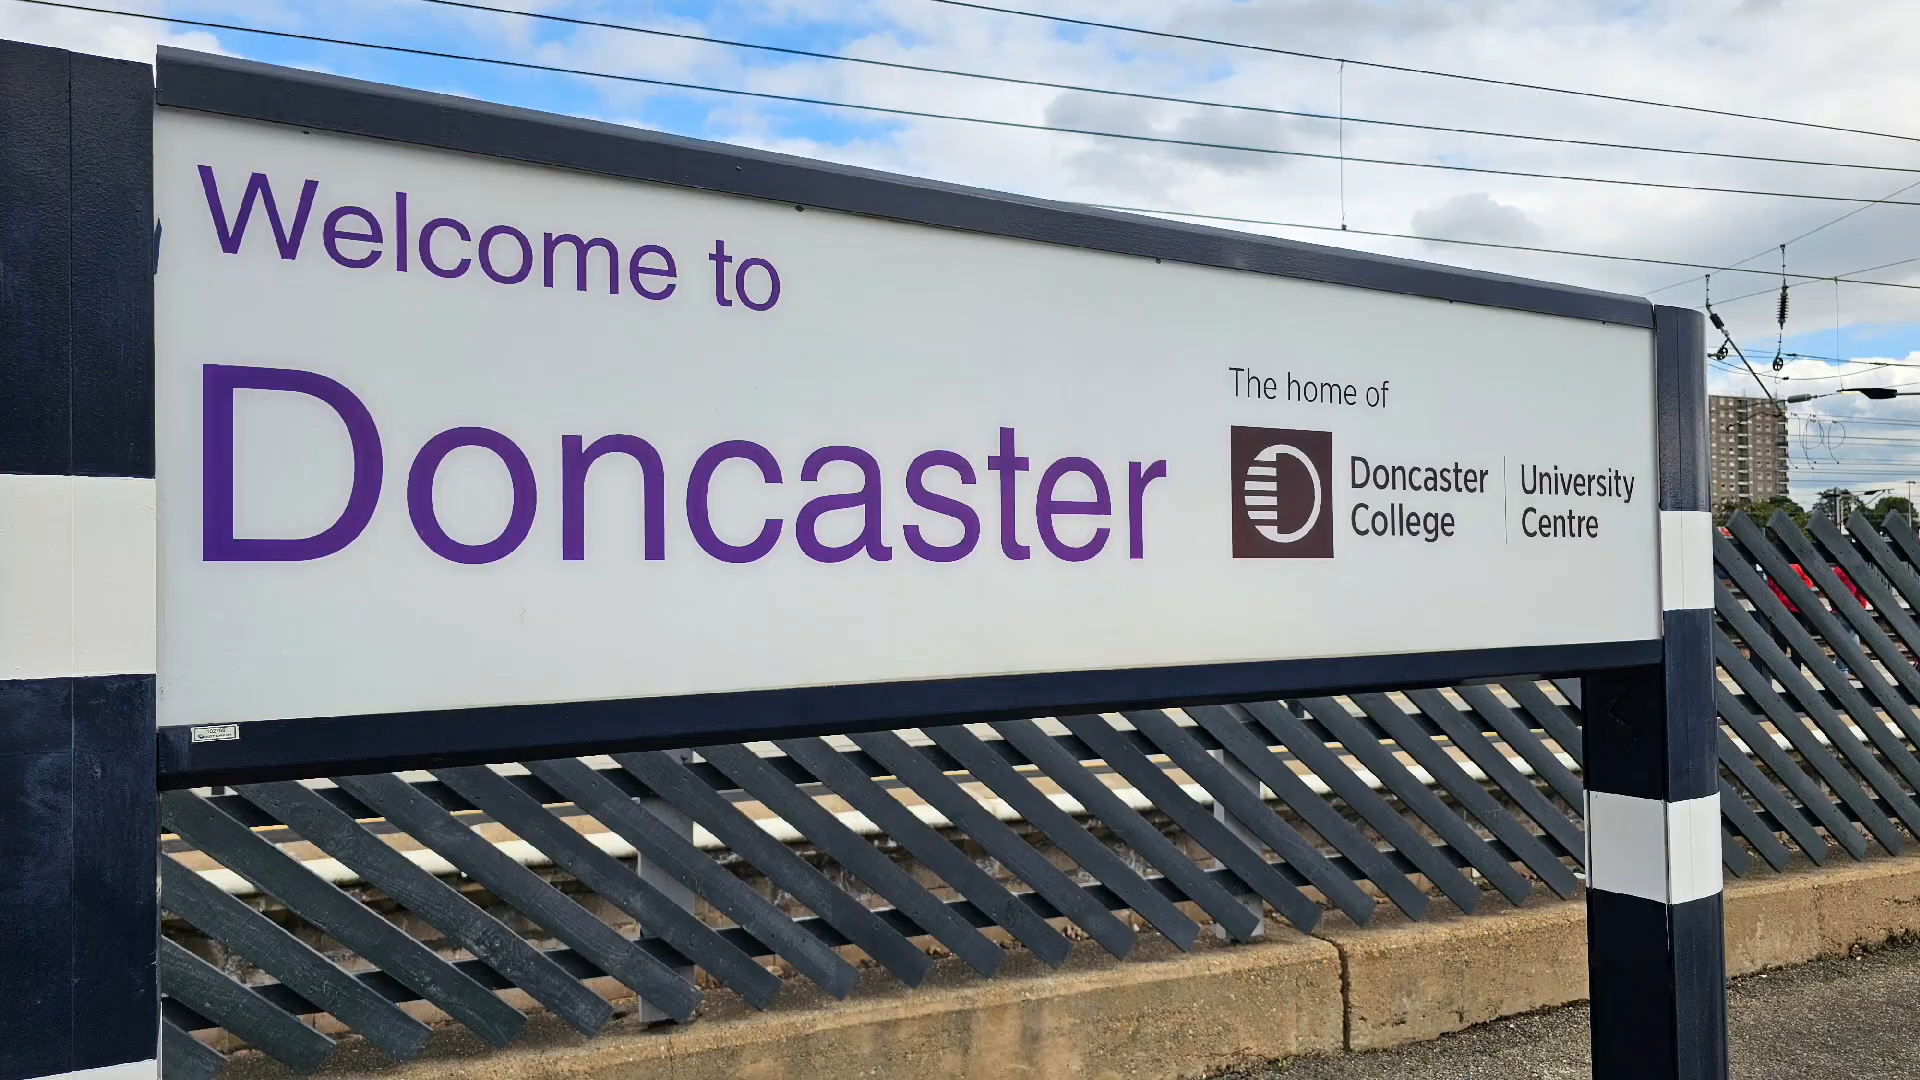 Welcome to
Doncaster
The home of
Doncaster College
University Centre